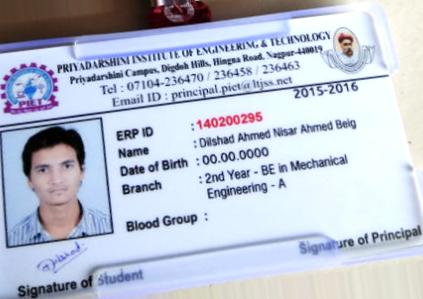 PRIYADARSHINI INSTITUTE OF ENGINEERING & TECHNOLOGY
Priyadarshini Campus, Digdoh Hills, Hingna Road, Nagpur-440019
Tel : 07104-236470 / 236458 / 236463
Email ID : principal.piet@ltjss.net
PIET
2015-2016
ERP ID : 140200295
Name : Dilshad Ahmed Nisar Ahmed Beig
Date of Birth : 00.00.0000
Branch : 2nd Year - BE in Mechanical
Engineering - A
Blood Group :
Dilshad
Signature of Student
Signature of Principal